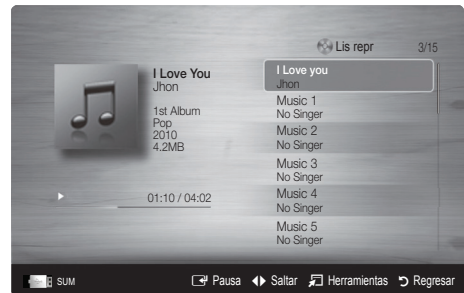 Lis repr 3/15
I Love You
Jhon
1st Album
Pop
2010
4.2MB
01:10 / 04:02
I Love you
Jhon
Music 1
No Singer
Music 2
No Singer
Music 3
No Singer
Music 4
No Singer
Music 5
No Singer
SUM Pausa Saltar Herramientas Regresar